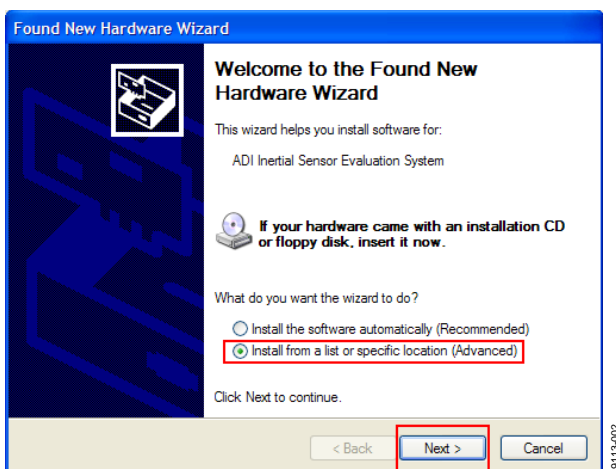 Found New Hardware Wizard
Welcome to the Found New
Hardware Wizard
This wizard helps you install software for:
ADI Inertial Sensor Evaluation System
If your hardware came with an installation CD
or floppy disk, insert it now.
What do you want the wizard to do?
Install the software automatically (Recommended)
Install from a list or specific location (Advanced)
Click Next to continue.
< Back
Next >
Cancel